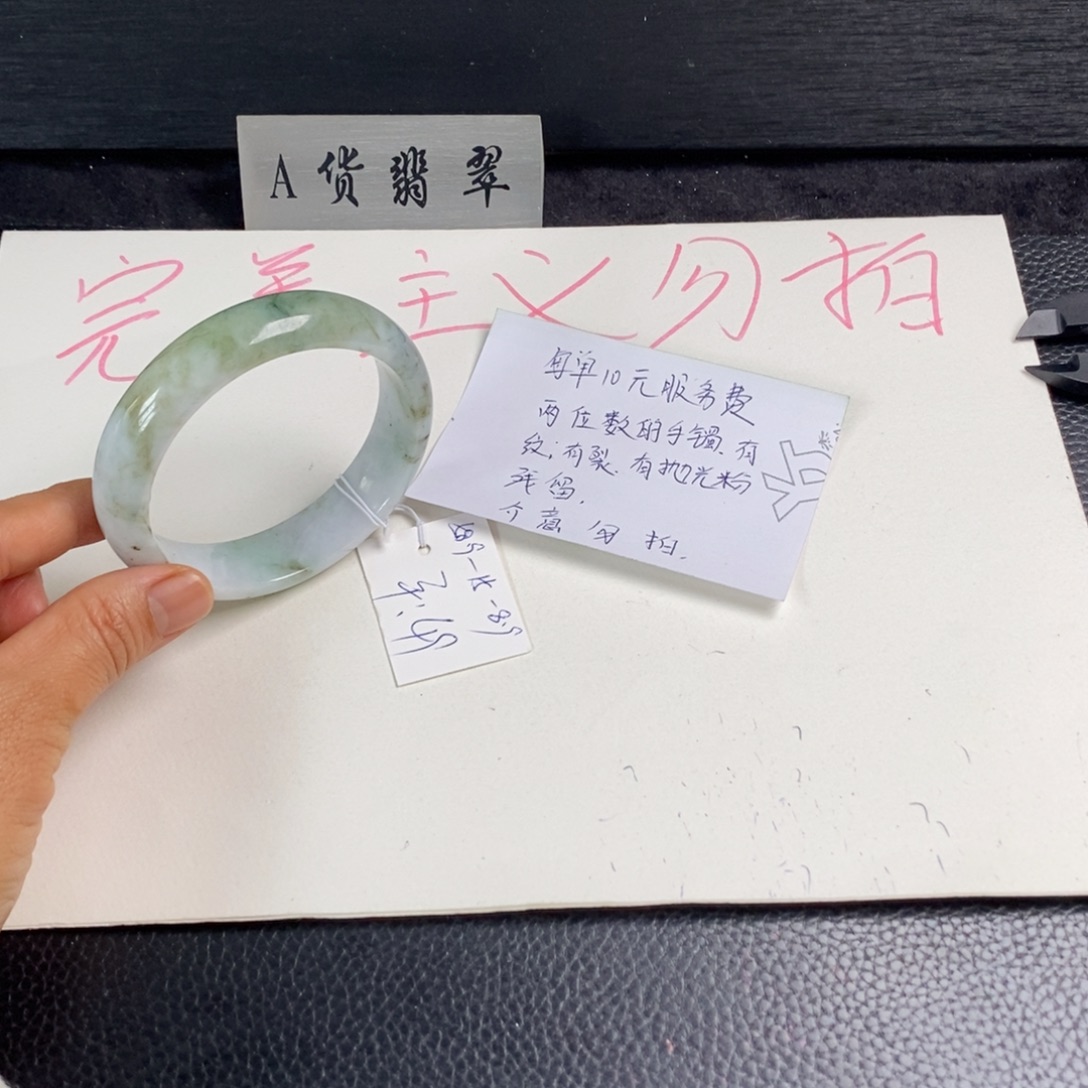 A货翡翠
完美主义勿拍
每单10元服务费
两位数的手镯.有
纹;有裂.有抛光粉
残留.
介意勿拍.